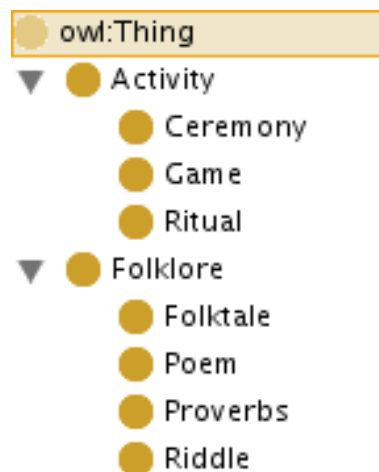 owl:Thing
Activity
Ceremony
Game
Ritual
Folklore
Folktale
Poem
Proverbs
Riddle